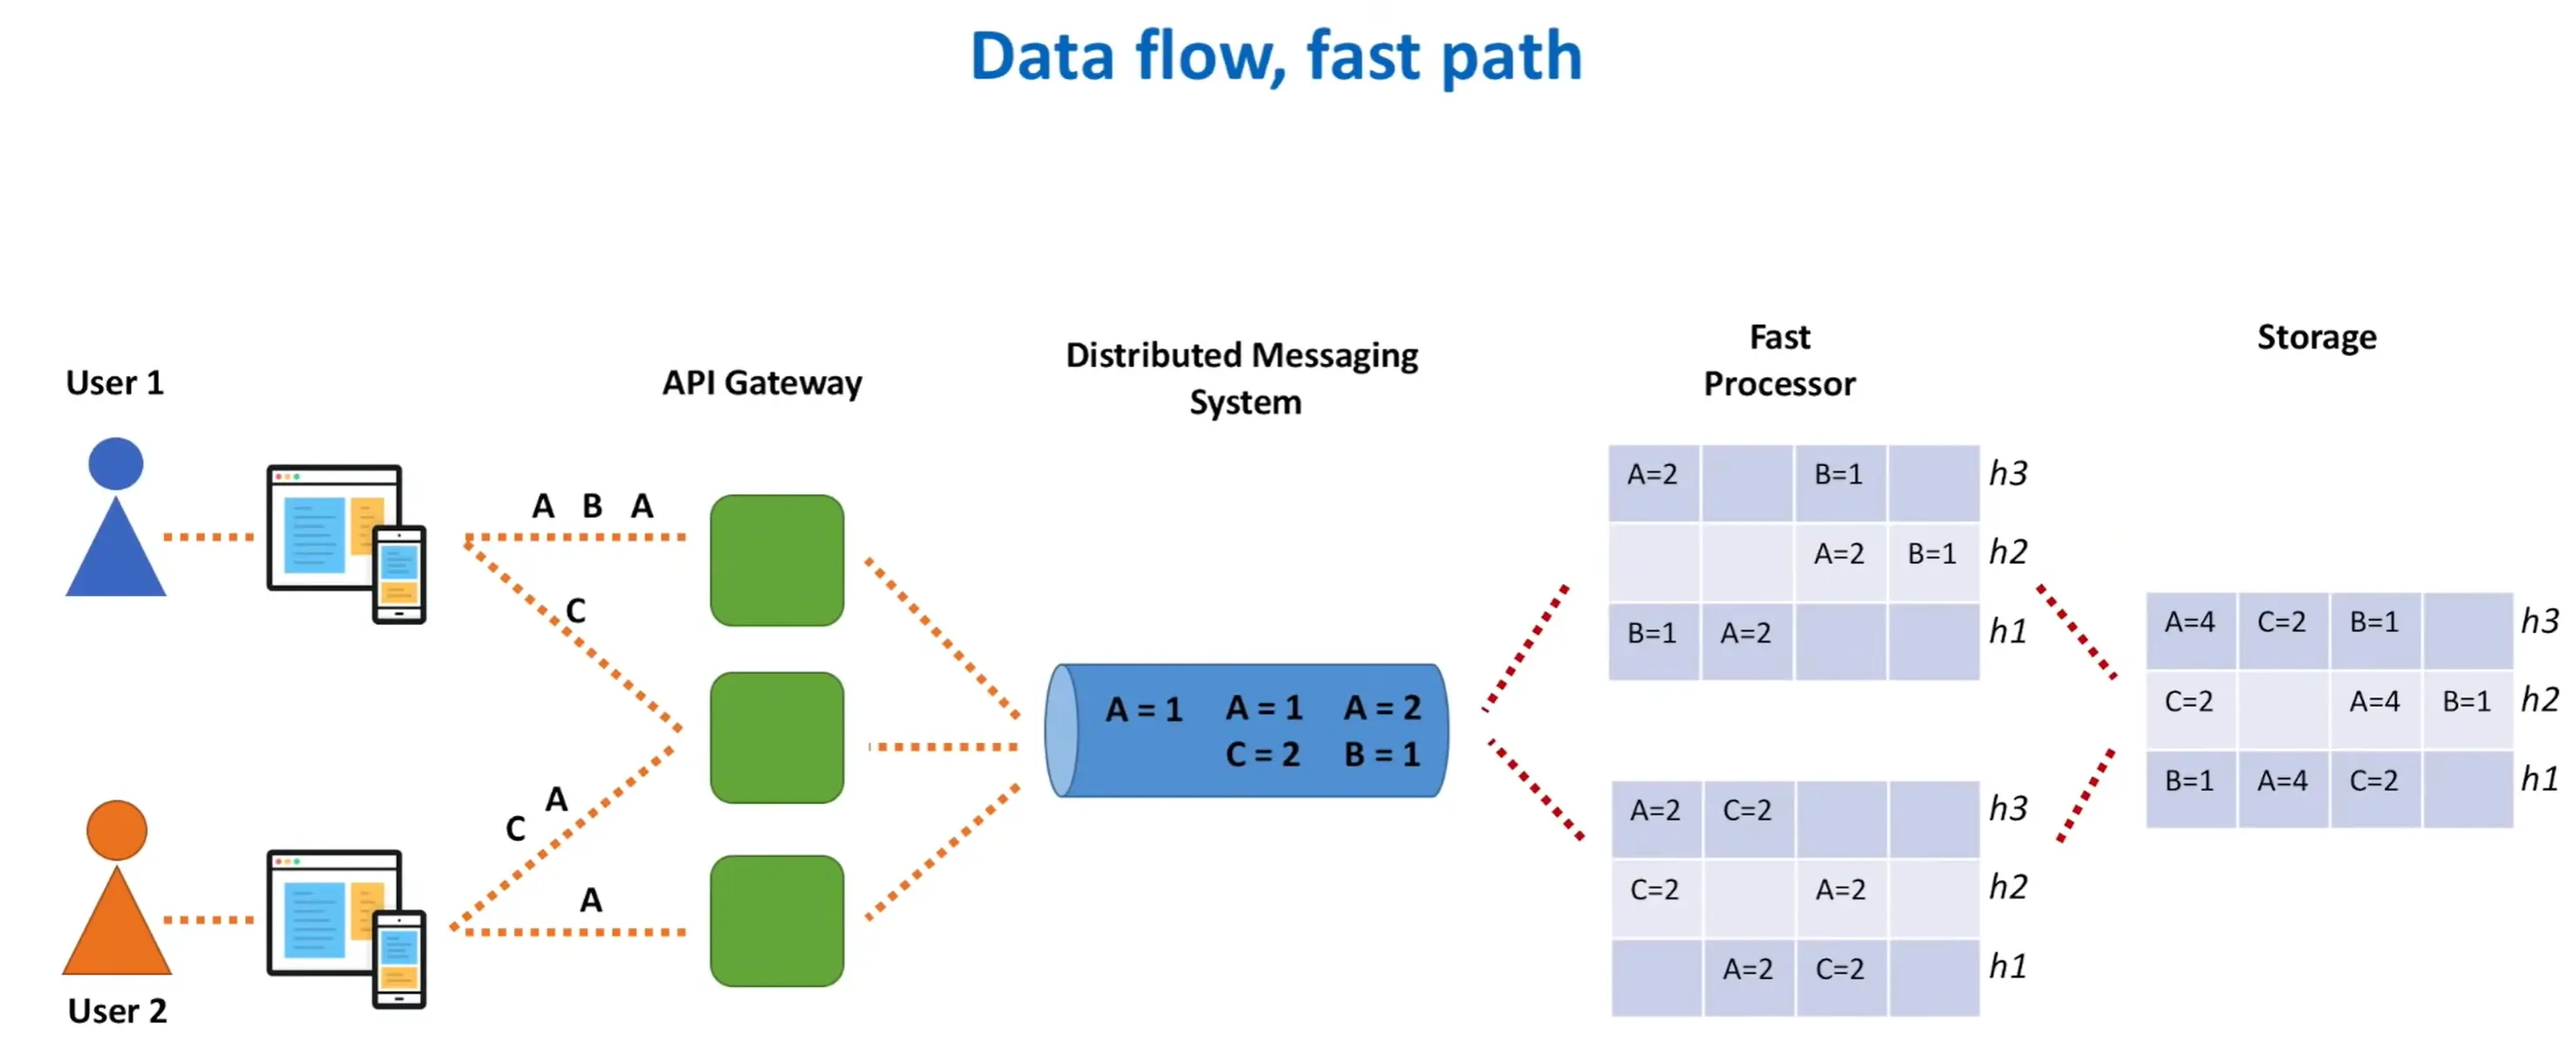 Data flow, fast path
User 1
API Gateway
Distributed Messaging
System
Fast
Processor
Storage
A B A
C
C A
A
User 2
A = 1 A = 1 A = 2
C = 2 B = 1
A=2 B=1 h3
A=2 B=1 h2
B=1 A=2 h1
A=2 C=2 h3
C=2 A=2 h2
A=2 C=2 h1
A=4 C=2 B=1 h3
C=2 A=4 B=1 h2
B=1 A=4 C=2 h1